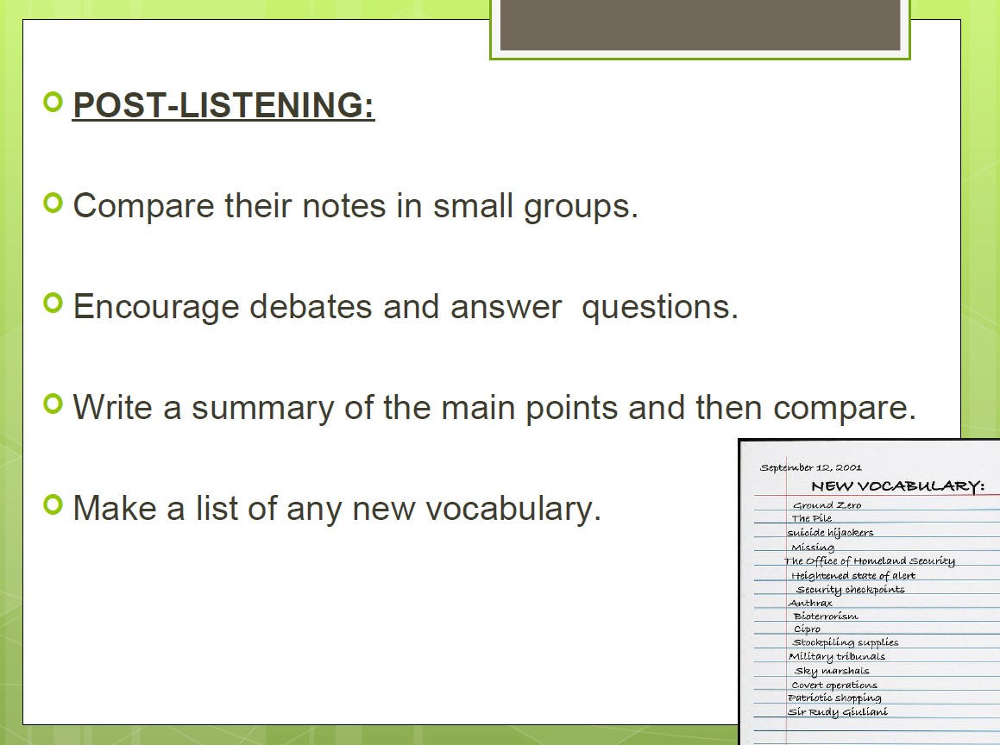 POST-LISTENING:
Compare their notes in small groups.
Encourage debates and answer  questions.
Write a summary of the main points and then compare.
Make a list of any new vocabulary.
September 12, 2001
NEW VOCABULARY:
Ground Zero
The Pile
suicide hijackers
Missing
The Office of Homeland Security
Heightened state of alert
Security checkpoints
Anthrax
Bioterrorism
Cipro
Stockpiling supplies
Military tribunals
Sky marshals
Covert operations
Patriotic shopping
Sir Rudy Giuliani